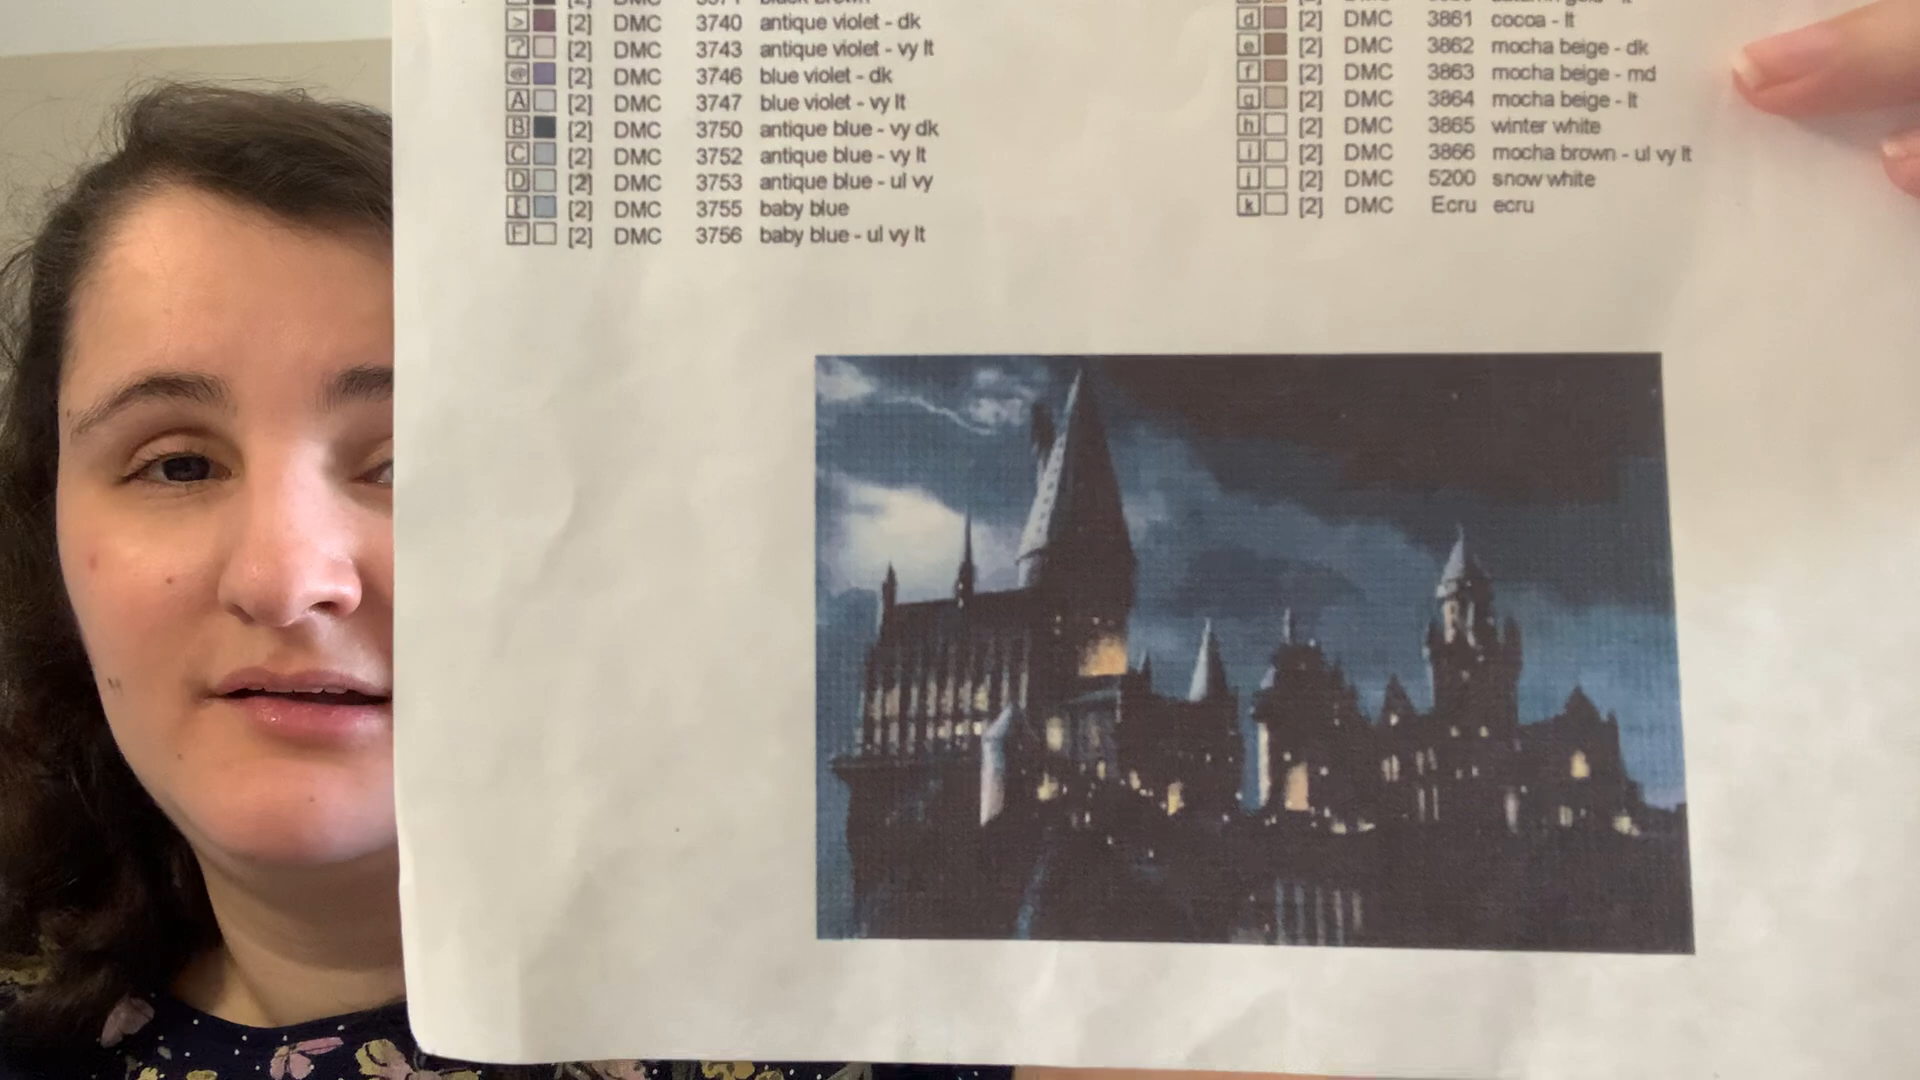 > [2] DMC 3740 antique violet - dk
? [2] DMC 3743 antique violet - vy lt
@ [2] DMC 3746 blue violet - dk
A [2] DMC 3747 blue violet - vy lt
B [2] DMC 3750 antique blue - vy dk
C [2] DMC 3752 antique blue - vy lt
D [2] DMC 3753 antique blue - ul vy
E [2] DMC 3755 baby blue
F [2] DMC 3756 baby blue - ul vy lt
d [2] DMC 3861 cocoa - lt
e [2] DMC 3862 mocha beige - dk
f [2] DMC 3863 mocha beige - md
g [2] DMC 3864 mocha beige - lt
h [2] DMC 3865 winter white
i [2] DMC 3866 mocha brown - ul vy lt
j [2] DMC 5200 snow white
k [2] DMC Ecru ecru